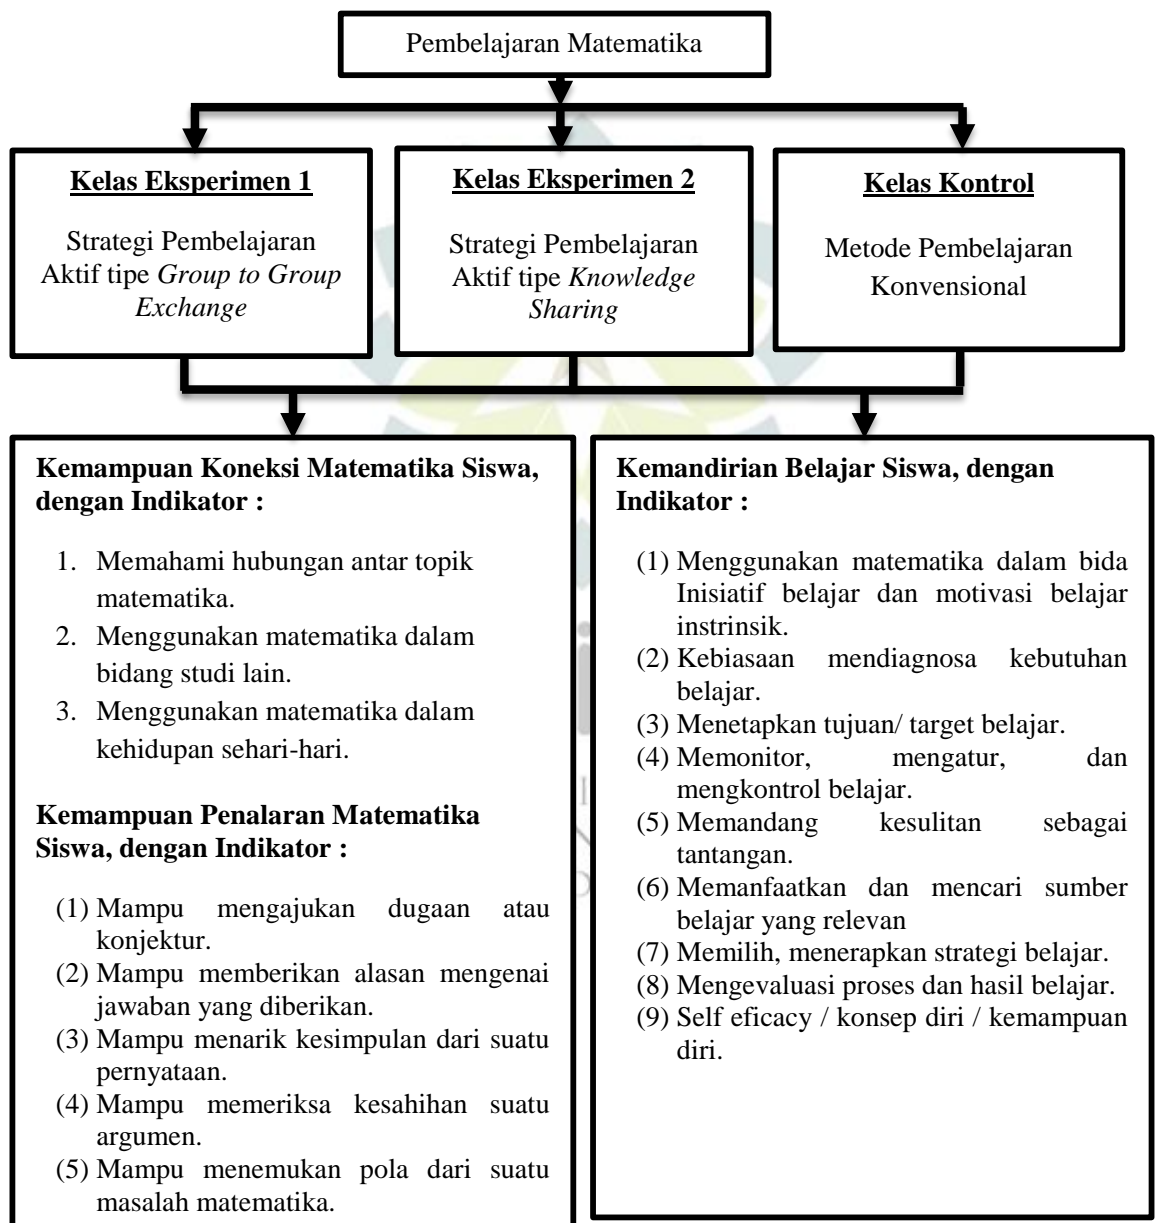 Pembelajaran Matematika
Kelas Eksperimen 1
Strategi Pembelajaran
Aktif tipe Group to Group
Exchange
Kelas Eksperimen 2
Strategi Pembelajaran
Aktif tipe Knowledge
Sharing
Kelas Kontrol
Metode Pembelajaran
Konvensional
Kemampuan Koneksi Matematika Siswa,
dengan Indikator :
1. Memahami hubungan antar topik
matematika.
2. Menggunakan matematika dalam
bidang studi lain.
3. Menggunakan matematika dalam
kehidupan sehari-hari.
Kemampuan Penalaran Matematika
Siswa, dengan Indikator :
(1) Mampu mengajukan dugaan atau
konjektur.
(2) Mampu memberikan alasan mengenai
jawaban yang diberikan.
(3) Mampu menarik kesimpulan dari suatu
pernyataan.
(4) Mampu memeriksa kesahihan suatu
argumen.
(5) Mampu menemukan pola dari suatu
masalah matematika.
Kemandirian Belajar Siswa, dengan
Indikator :
(1) Menggunakan matematika dalam bida
Inisiatif belajar dan motivasi belajar
instrinsik.
(2) Kebiasaan mendiagnosa kebutuhan
belajar.
(3) Menetapkan tujuan/ target belajar.
(4) Memonitor, mengatur, dan
mengkontrol belajar.
(5) Memandang kesulitan sebagai
tantangan.
(6) Memanfaatkan dan mencari sumber
belajar yang relevan
(7) Memilih, menerapkan strategi belajar.
(8) Mengevaluasi proses dan hasil belajar.
(9) Self eficacy / konsep diri / kemampuan
diri.